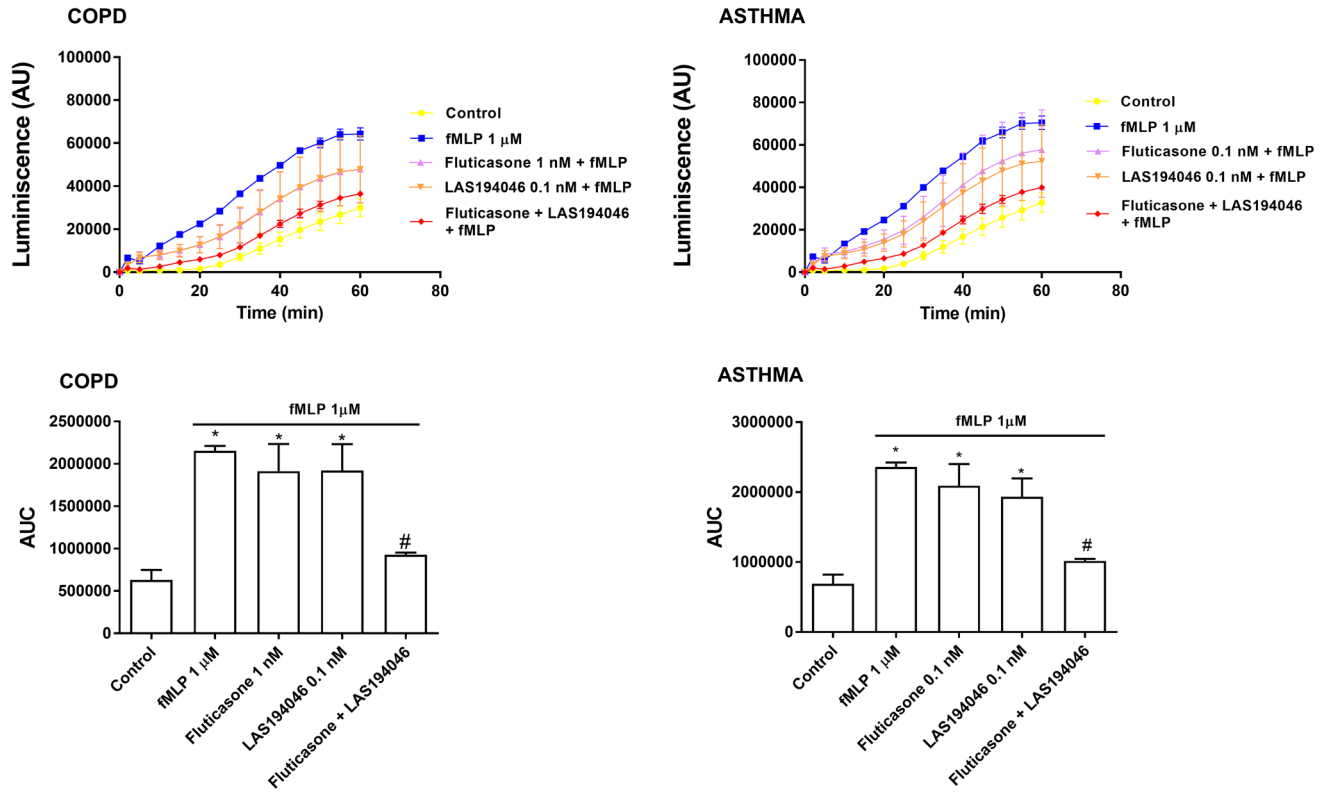 COPD
Luminiscence (AU)
100000
80000
60000
40000
20000
0
0
20
40
60
80
Time (min)
Control
fMLP 1 μM
Fluticasone 1 nM + fMLP
LAS194046 0.1 nM + fMLP
Fluticasone + LAS194046
+ fMLP
ASTHMA
Luminiscence (AU)
100000
80000
60000
40000
20000
0
0
20
40
60
80
Time (min)
Control
fMLP 1 μM
Fluticasone 0.1 nM + fMLP
LAS194046 0.1 nM + fMLP
Fluticasone + LAS194046
+ fMLP
COPD
fMLP 1μM
AUC
2500000
2000000
1500000
1000000
500000
0
*
*
*
#
Control
fMLP 1 μM
Fluticasone 1 nM
LAS194046 0.1 nM
Fluticasone + LAS194046
ASTHMA
fMLP 1μM
AUC
3000000
2000000
1000000
0
*
*
*
#
Control
fMLP 1 μM
Fluticasone 0.1 nM
LAS194046 0.1 nM
Fluticasone + LAS194046